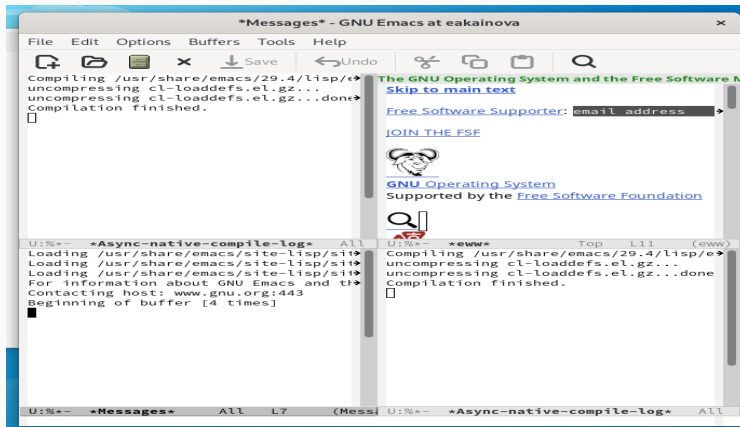 *Messages* - GNU Emacs at eakainova
File Edit Options Buffers Tools Help
Save Undo
Compiling /usr/share/emacs/29.4/lisp/e
uncompressing cl-loaddefs.el.gz...
uncompressing cl-loaddefs.el.gz...done
Compilation finished.
U:%*- *Async-native-compile-log* All
The GNU Operating System and the Free Software M
Skip to main text
Free Software Supporter: email address
JOIN THE FSF
GNU Operating System
Supported by the Free Software Foundation
U:%*- *eww* Top L11 (eww)
Loading /usr/share/emacs/site-lisp/sit
Loading /usr/share/emacs/site-lisp/sit
Loading /usr/share/emacs/site-lisp/sit
For information about GNU Emacs and th
Contacting host: www.gnu.org:443
Beginning of buffer [4 times]
U:%*- *Messages* All L7 (Mess
Compiling /usr/share/emacs/29.4/lisp/e
uncompressing cl-loaddefs.el.gz...
uncompressing cl-loaddefs.el.gz...done
Compilation finished.
U:%*- *Async-native-compile-log* All